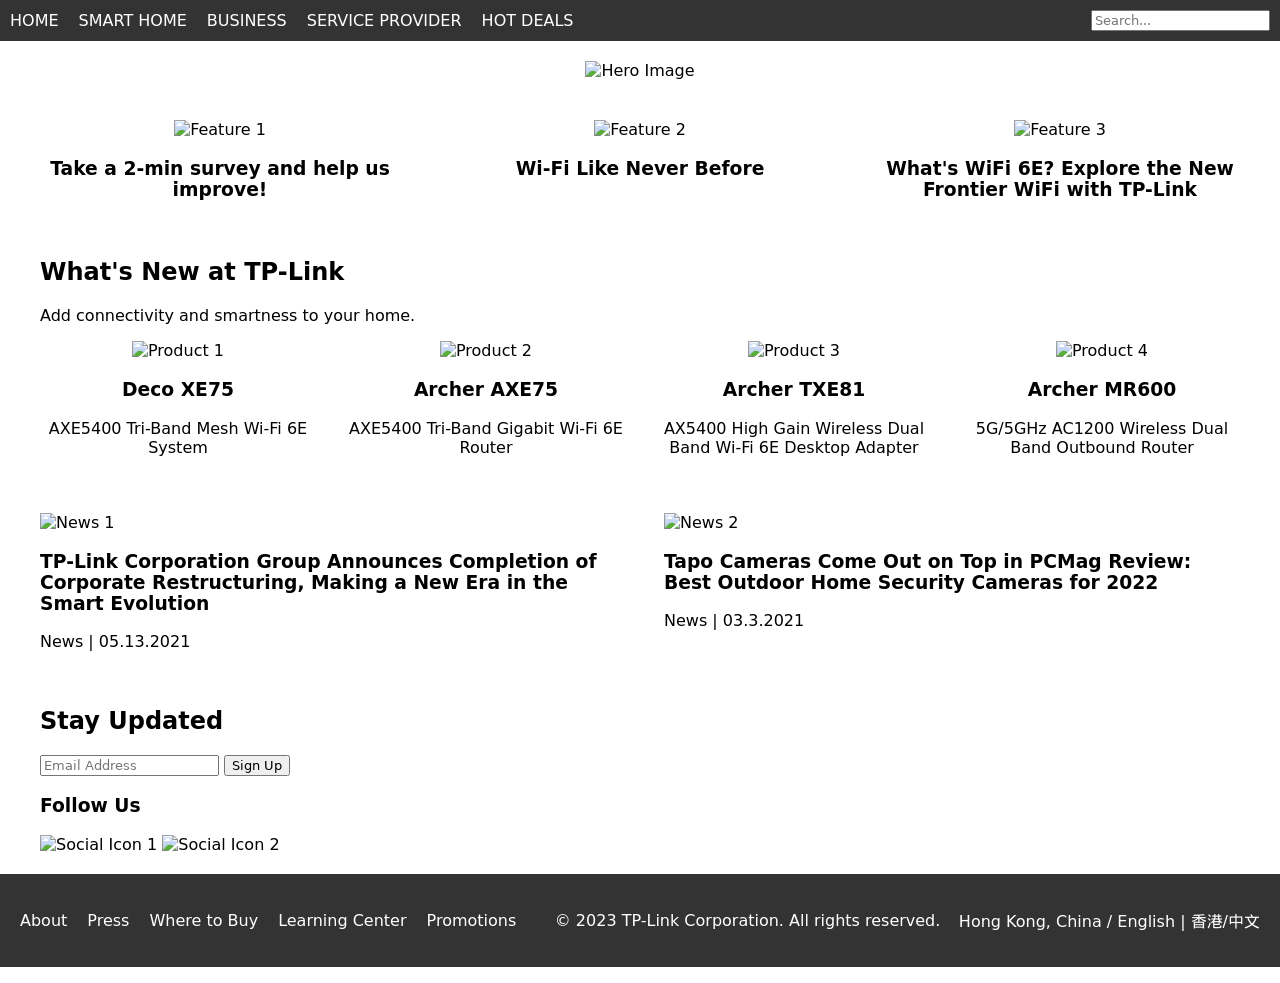 HOME SMART HOME BUSINESS SERVICE PROVIDER HOT DEALS Search...
Hero Image
Feature 1
Take a 2-min survey and help us
improve!
Feature 2
Wi-Fi Like Never Before
Feature 3
What's WiFi 6E? Explore the New
Frontier WiFi with TP-Link
What's New at TP-Link
Add connectivity and smartness to your home.
Product 1
Deco XE75
AXE5400 Tri-Band Mesh Wi-Fi 6E
System
Product 2
Archer AXE75
AXE5400 Tri-Band Gigabit Wi-Fi 6E
Router
Product 3
Archer TXE81
AX5400 High Gain Wireless Dual
Band Wi-Fi 6E Desktop Adapter
Product 4
Archer MR600
5G/5GHz AC1200 Wireless Dual
Band Outbound Router
News 1
TP-Link Corporation Group Announces Completion of
Corporate Restructuring, Making a New Era in the
Smart Evolution
News | 05.13.2021
News 2
Tapo Cameras Come Out on Top in PCMag Review:
Best Outdoor Home Security Cameras for 2022
News | 03.3.2021
Stay Updated
Email Address Sign Up
Follow Us
Social Icon 1 Social Icon 2
About Press Where to Buy Learning Center Promotions © 2023 TP-Link Corporation. All rights reserved. Hong Kong, China / English | 香港/中文